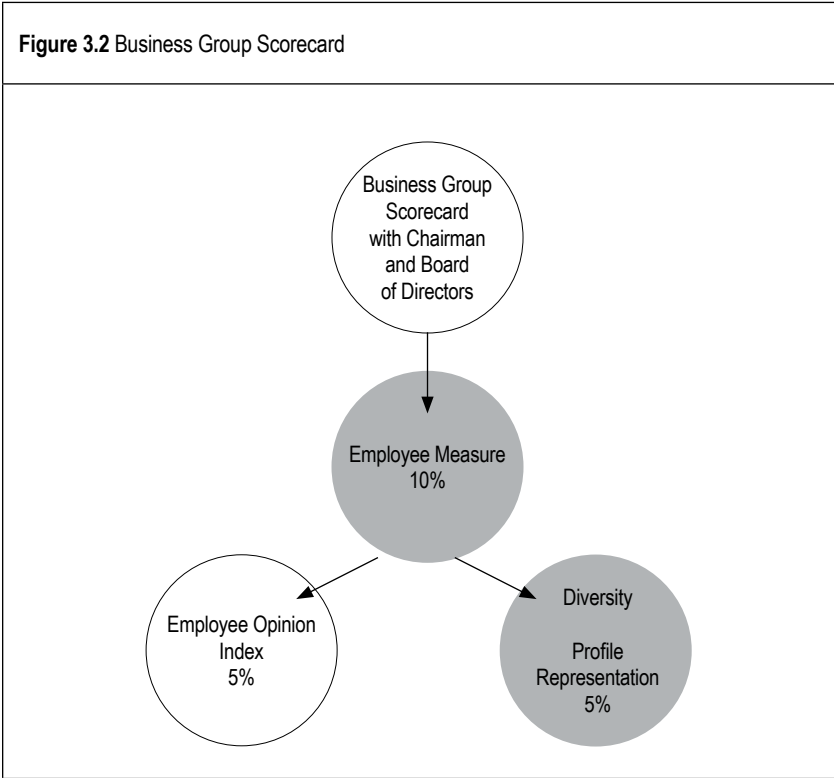 Figure 3.2 Business Group Scorecard
Business Group
Scorecard
with Chairman
and Board
of Directors
Employee Measure
10%
Employee Opinion
Index
5%
Diversity
Profile
Representation
5%